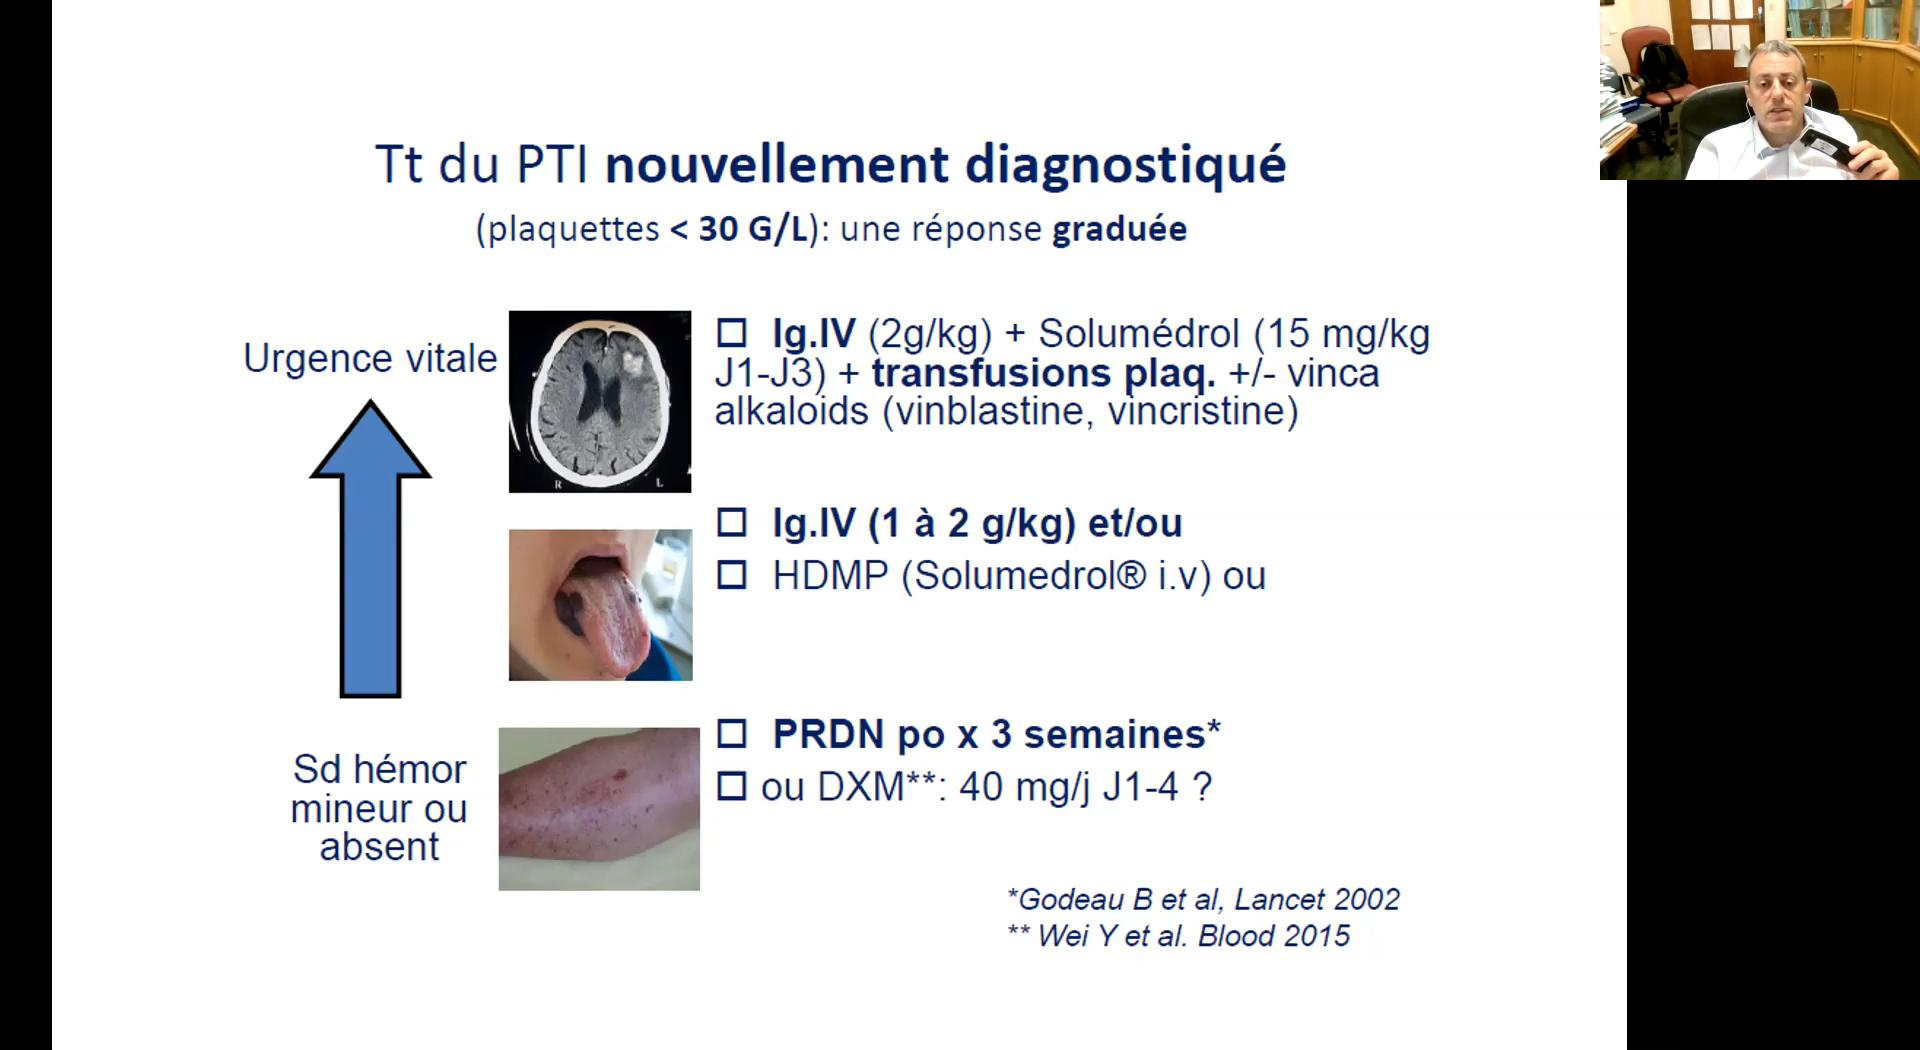 Tt du PTI nouvellement diagnostiqué
(plaquettes < 30 G/L): une réponse graduée
Urgence vitale
R
L
Ig.IV (2g/kg) + Solumédrol (15 mg/kg
J1-J3) + transfusions plaq. +/- vinca
alkaloids (vinblastine, vincristine)
Ig.IV (1 à 2 g/kg) et/ou
HDMP (Solumedrol® i.v) ou
Sd hémor
mineur ou
absent
PRDN po x 3 semaines*
ou DXM**: 40 mg/j J1-4 ?
*Godeau B et al, Lancet 2002
** Wei Y et al. Blood 2015